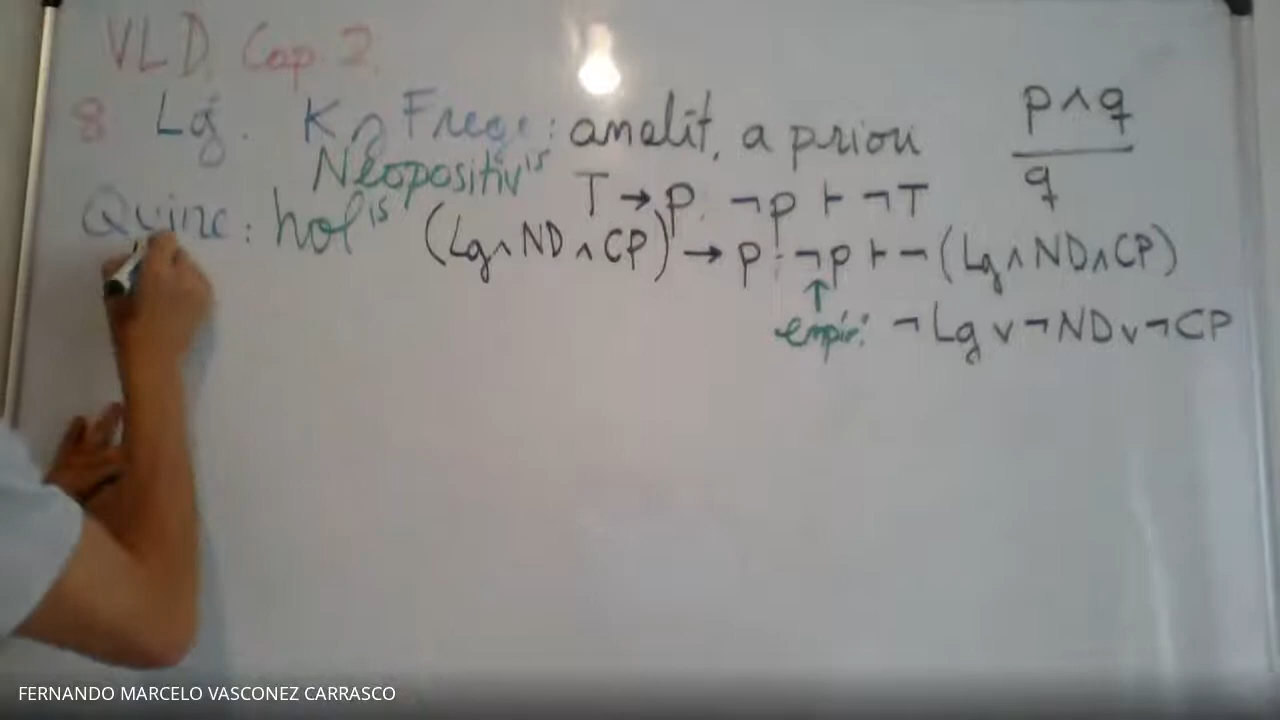 VLD. Cap. 2.
8 Lg. K Frege: analít, a priori
p∧q
q
Neopositiv^is T→p. ¬p ⊢ ¬T
Quine: hol^is (Lg∧ND∧CP)→p. ¬p ⊢ ¬(Lg∧ND∧CP)
↑
empír. ¬Lg∨¬ND∨¬CP
FERNANDO MARCELO VASCONEZ CARRASCO